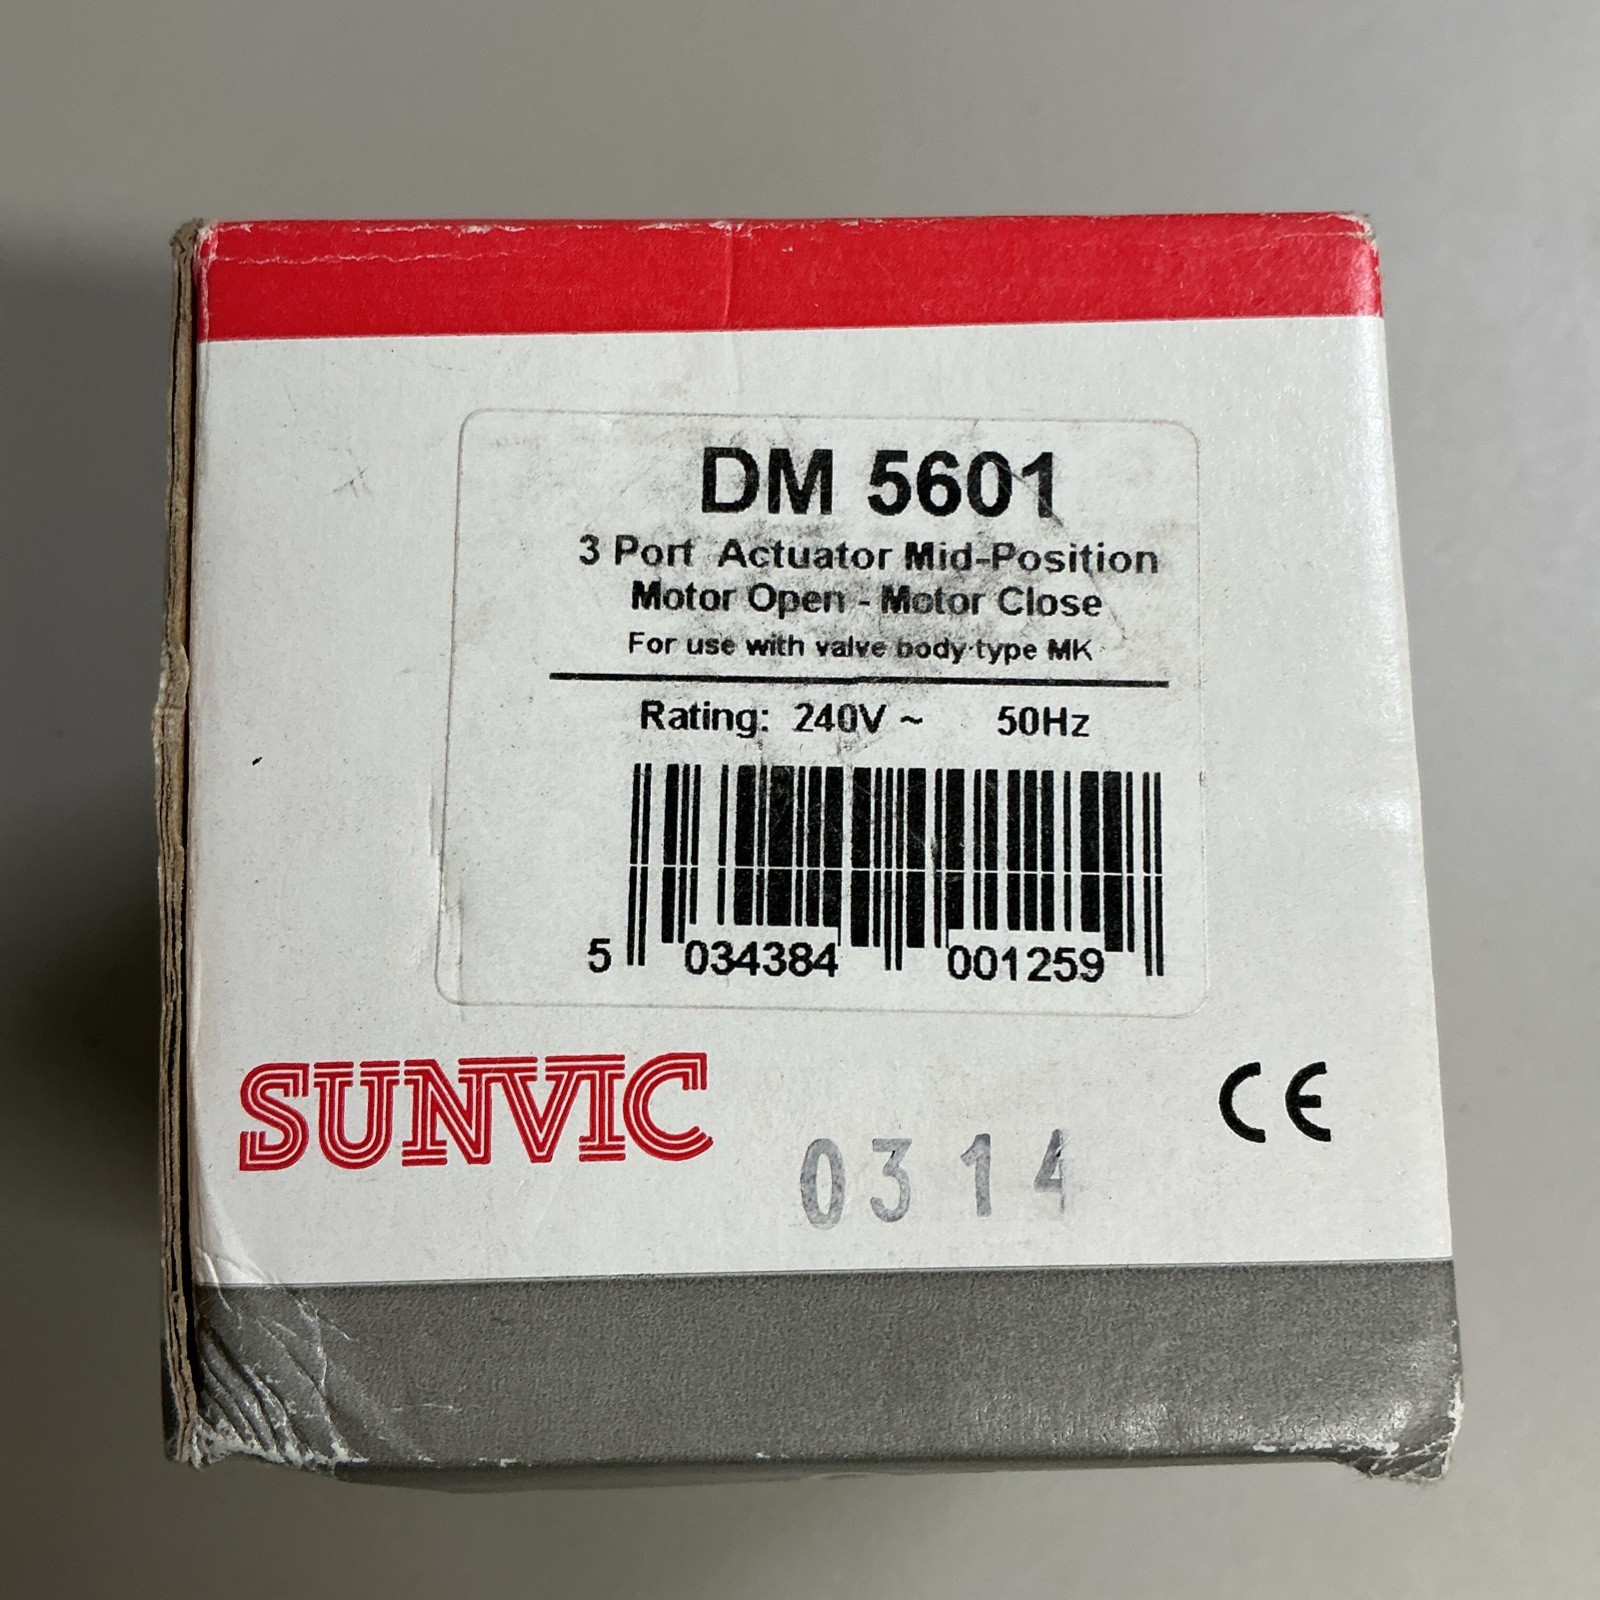 DM 5601
3 Port Actuator Mid-Position
Motor Open - Motor Close
For use with valve body type MK
Rating: 240V ~ 50Hz
5 034384 001259
SUNVIC
CE
0314